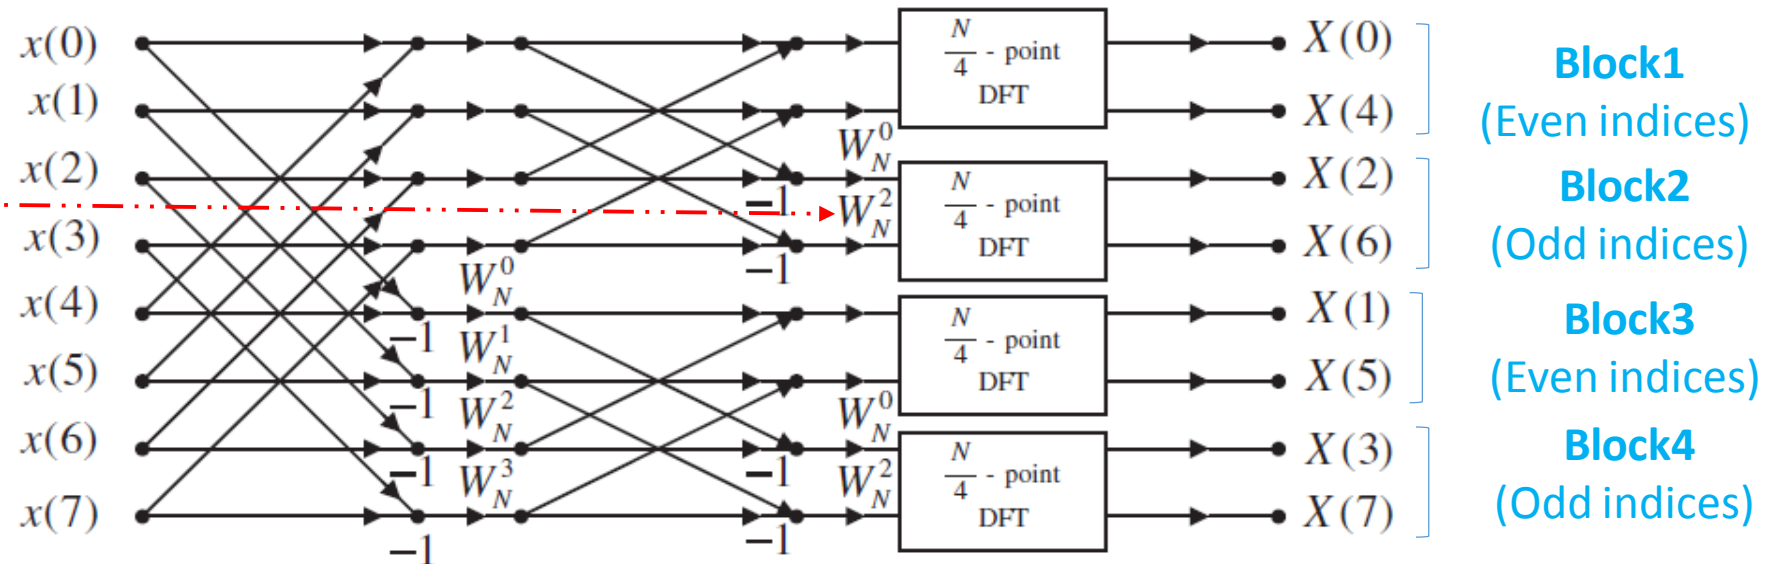 x(0)
x(1)
x(2)
x(3)
x(4)
x(5)
x(6)
x(7)
−1
−1
−1
−1
W_N^0
W_N^1
W_N^2
W_N^3
−1
−1
−1
−1
W_N^0
W_N^2
W_N^0
W_N^2
N/4 - point
DFT
N/4 - point
DFT
N/4 - point
DFT
N/4 - point
DFT
X(0)
X(4)
X(2)
X(6)
X(1)
X(5)
X(3)
X(7)
Block1
(Even indices)
Block2
(Odd indices)
Block3
(Even indices)
Block4
(Odd indices)